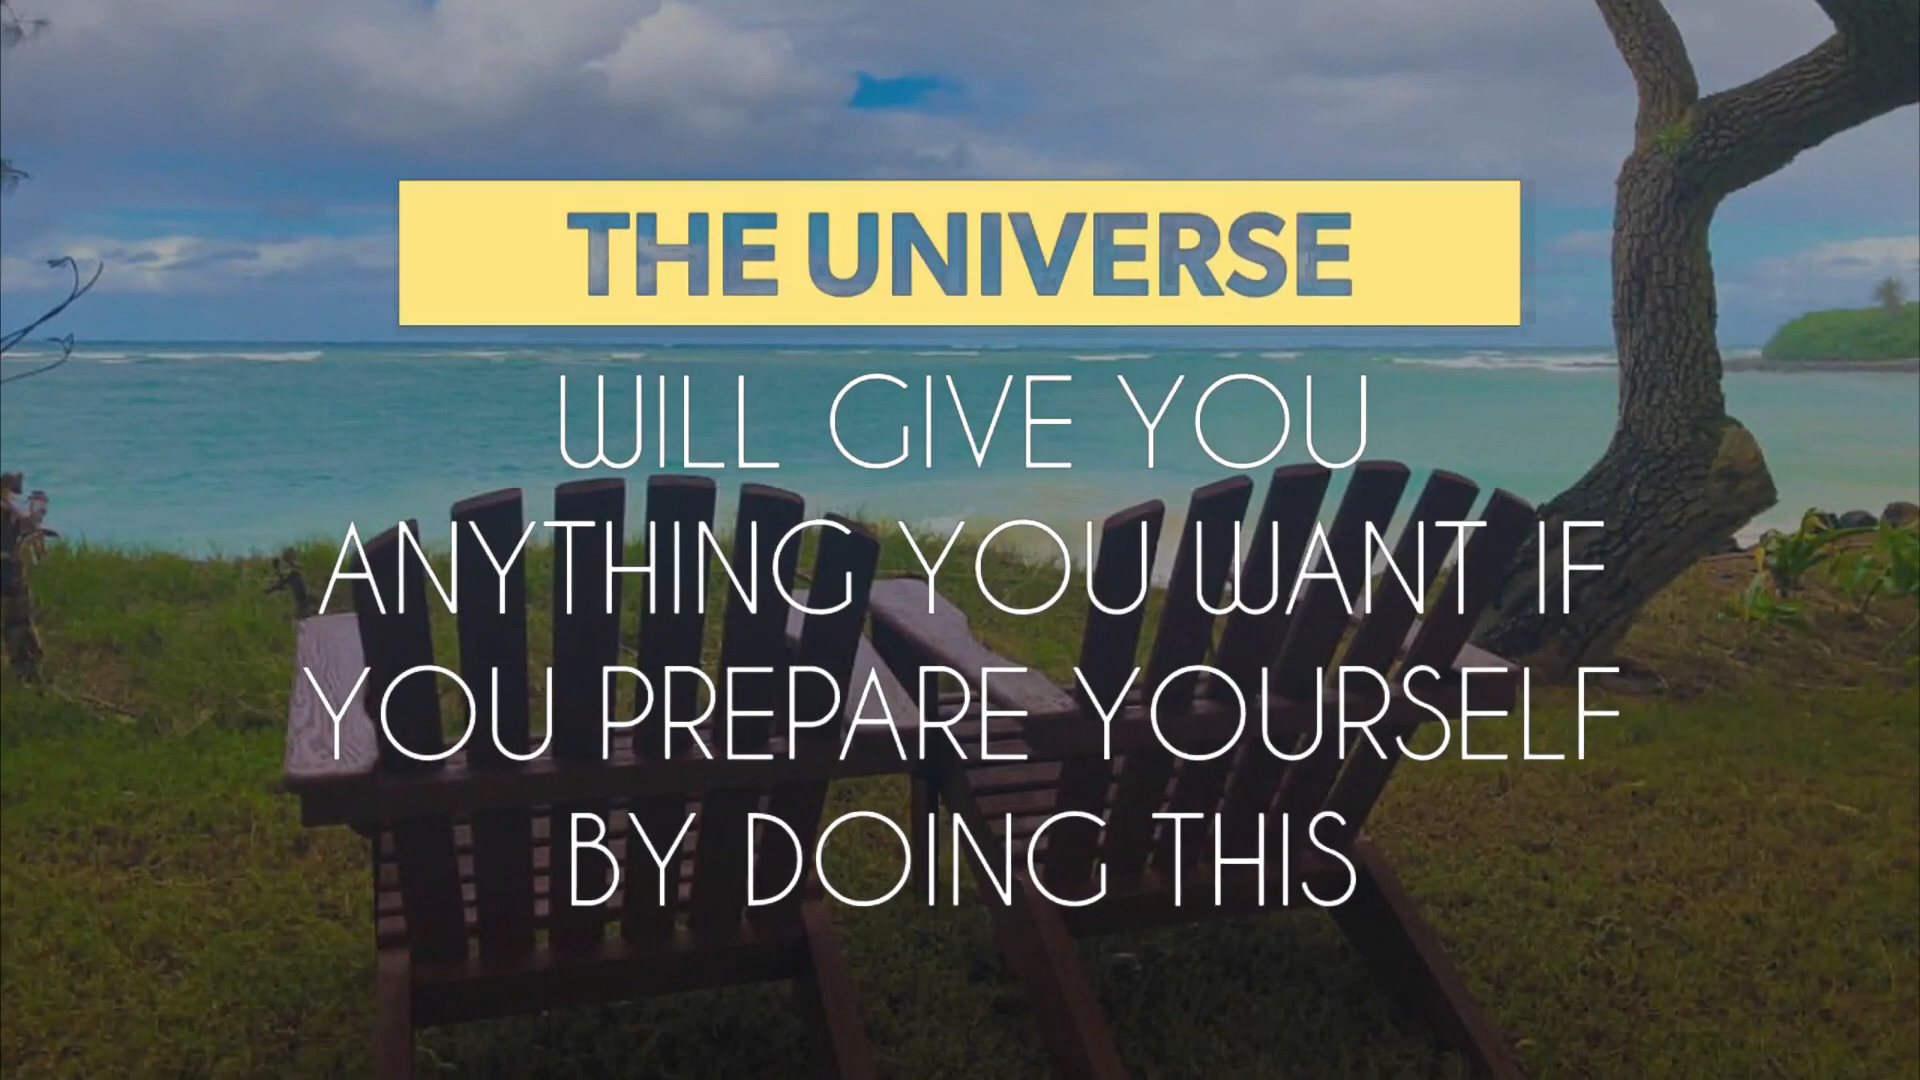 THE UNIVERSE
WILL GIVE YOU
ANYTHING YOU WANT IF
YOU PREPARE YOURSELF
BY DOING THIS